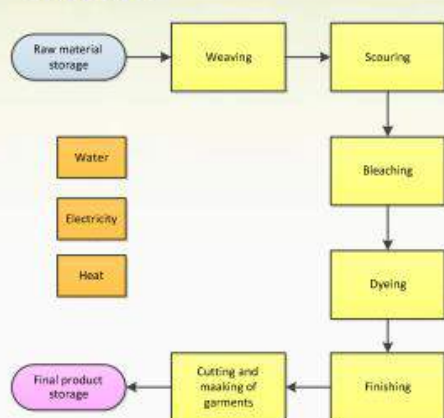 Raw material
storage
Weaving
Scouring
Water
Bleaching
Electricity
Heat
Dyeing
Final product
storage
Cutting and
maaking of
garments
Finishing